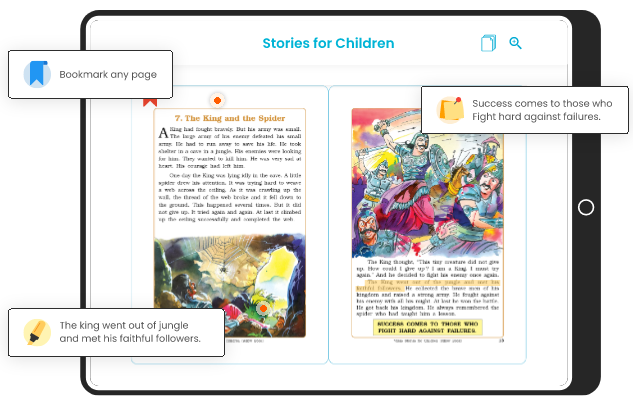 Stories for Children
Bookmark any page
Success comes to those who
Fight hard against failures.
7. The King and the Spider
A King had fought bravely. But his army was small.
The large army of his enemy defeated his small
army. He had to run away to save his life. He took
shelter in a cave in a jungle. His enemies were looking
for him. They wanted to kill him. He was very sad at
heart. His courage had left him.
One day the King was lying idly in the cave. A little
spider drew his attention. It was trying hard to weave
a web across the ceiling. As it was crawling up the
wall, the thread of the web broke and it fell down to
the ground. This happened several times. But it did
not give up. It tried again and again. At last it climbed
up the ceiling successfully and completed the web
The King thought, "This tiny creature did not give
up. How could I give up? I am a King. I must try
again." And he decided to fight his enemy once again.
The King went out of the jungle and met his
faithful followers. He collected the brave men of his
kingdom and raised a strong army. He fought against
his enemy with all his might. At last he won the battle.
He got back his kingdom. He always remembered the
spider who had taught him a lesson.
SUCCESS COMES TO THOSE WHO
FIGHT HARD AGAINST FAILURES.
The king went out of jungle
and met his faithful followers.